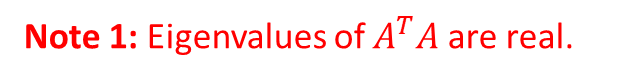 Note 1: Eigenvalues of $A^T A$ are real.